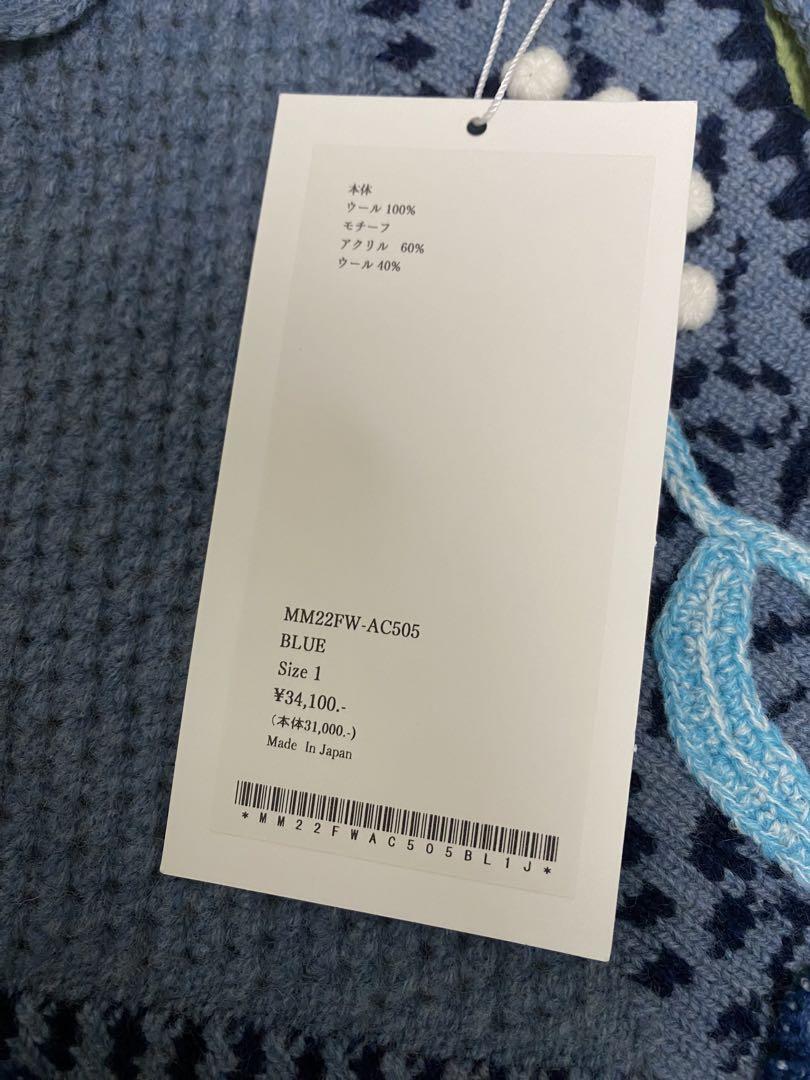 本体
ウール 100%
モチーフ
アクリル 60%
ウール 40%
MM22FW-AC505
BLUE
Size 1
¥34,100.-
(本体31,000.-)
Made In Japan
*MM22FWAC505BL1J*